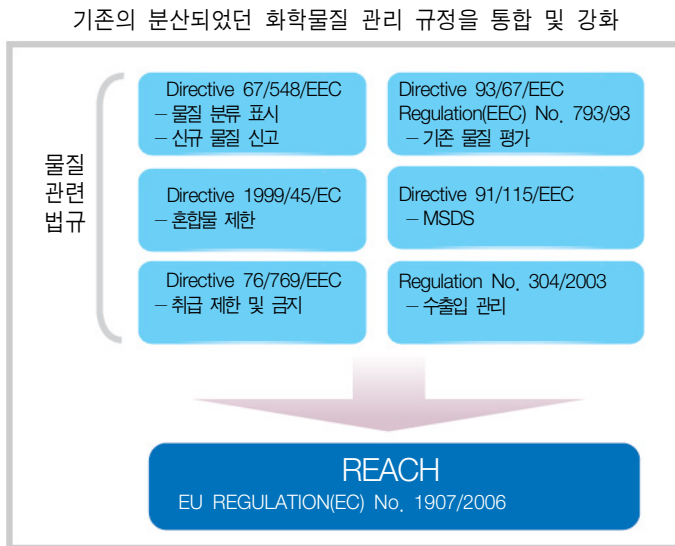 기존의 분산되었던 화학물질 관리 규정을 통합 및 강화
물질
관련
법규
Directive 67/548/EEC
– 물질 분류 표시
– 신규 물질 신고
Directive 93/67/EEC
Regulation(EEC) No. 793/93
– 기존 물질 평가
Directive 1999/45/EC
– 혼합물 제한
Directive 91/115/EEC
– MSDS
Directive 76/769/EEC
– 취급 제한 및 금지
Regulation No. 304/2003
– 수출입 관리
REACH
EU REGULATION(EC) No. 1907/2006